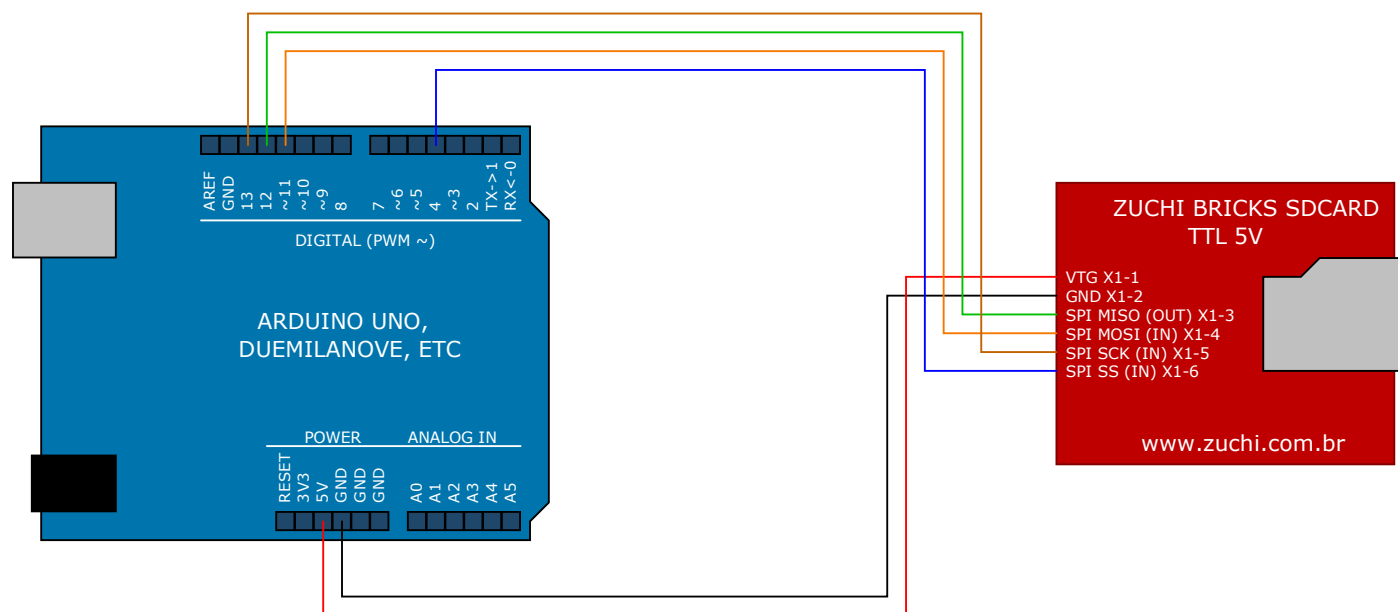 AREF
GND
13
12
~11
~10
~9
8
7
~6
~5
4
~3
2
TX->1
RX<-0
DIGITAL (PWM ~)
ARDUINO UNO,
DUEMILANOVE, ETC
POWER
ANALOG IN
RESET
3V3
5V
GND
GND
GND
A0
A1
A2
A3
A4
A5
ZUCHI BRICKS SDCARD
TTL 5V
VTG X1-1
GND X1-2
SPI MISO (OUT) X1-3
SPI MOSI (IN) X1-4
SPI SCK (IN) X1-5
SPI SS (IN) X1-6
www.zuchi.com.br